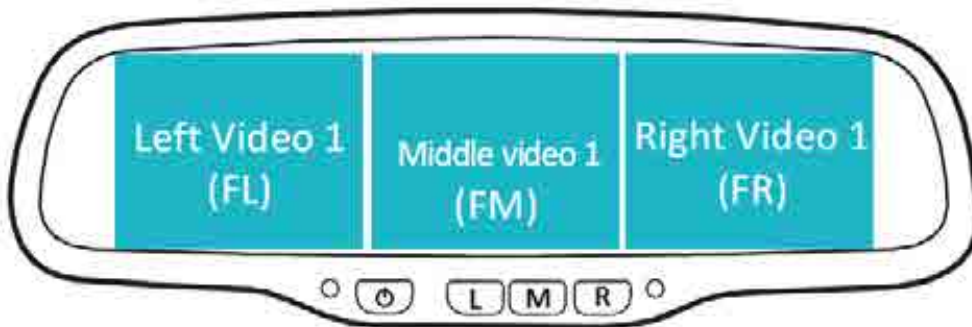 Left Video 1
(FL)
Middle video 1
(FM)
Right Video 1
(FR)
L M R